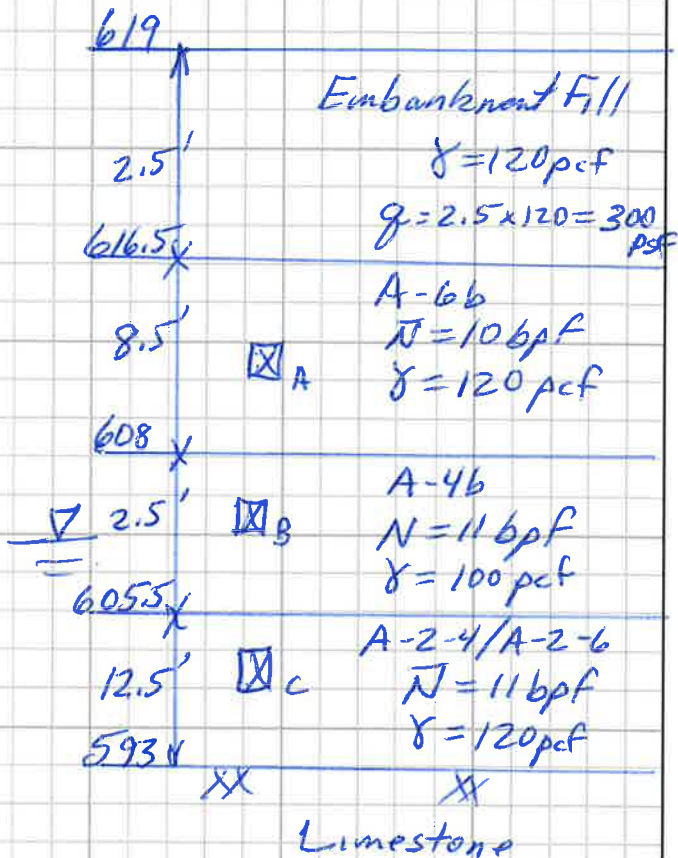 619
Embankment Fill
2.5'
γ = 120 pcf
q = 2.5 x 120 = 300 psf
616.5
A-6b
8.5'
N̄ = 10 bpf
A
γ = 120 pcf
608
A-4b
2.5'
B
N = 11 bpf
γ = 100 pcf
605.5
A-2-4/A-2-6
12.5'
C
N̄ = 11 bpf
γ = 120 pcf
593
Limestone